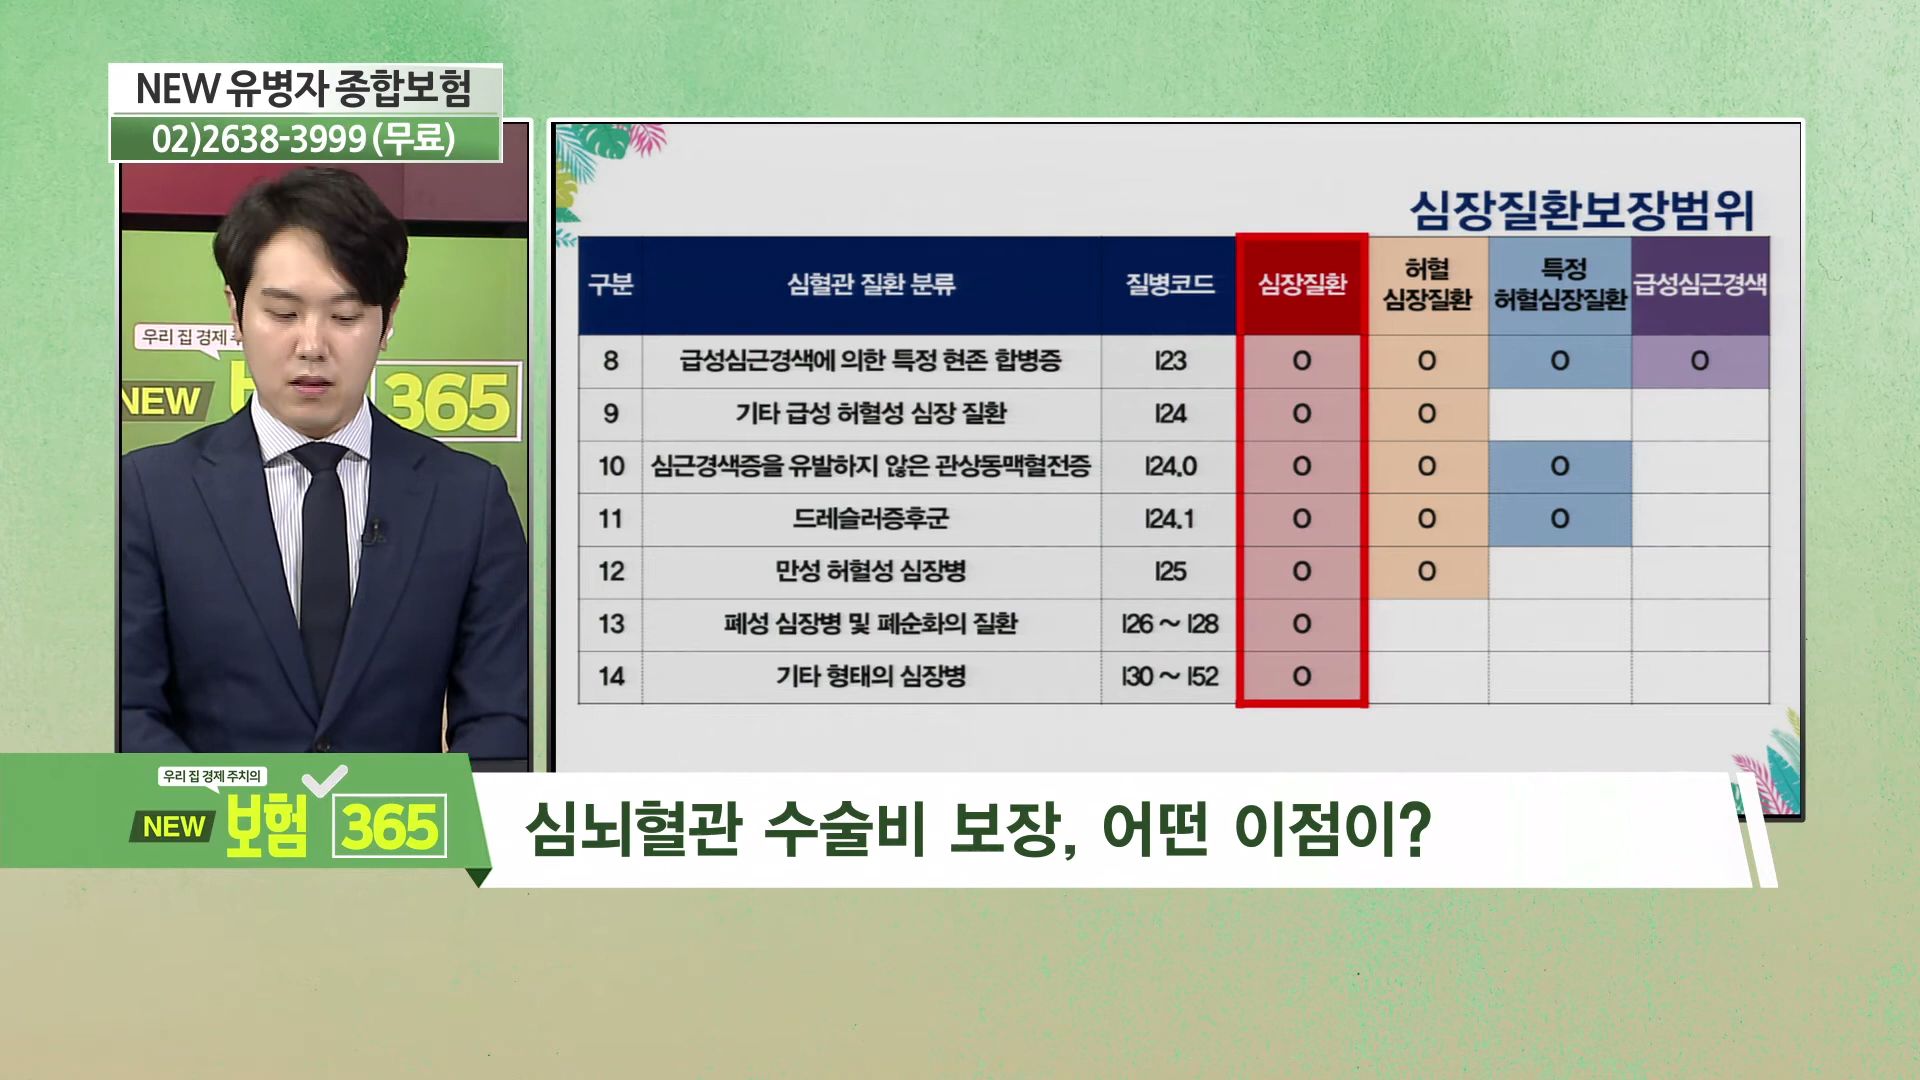 NEW 유병자 종합보험
02)2638-3999 (무료)
우리 집 경제 주
NEW
365
심장질환보장범위
구분 심혈관 질환 분류 질병코드 심장질환 허혈 심장질환 특정 허혈심장질환 급성심근경색
8 급성심근경색에 의한 특정 현존 합병증 I23 O O O O
9 기타 급성 허혈성 심장 질환 I24 O O
10 심근경색증을 유발하지 않은 관상동맥혈전증 I24.0 O O O
11 드레슬러증후군 I24.1 O O O
12 만성 허혈성 심장병 I25 O O
13 폐성 심장병 및 폐순화의 질환 I26 ~ I28 O
14 기타 형태의 심장병 I30 ~ I52 O
우리 집 경제 주치의
NEW 보험 365
심뇌혈관 수술비 보장, 어떤 이점이?